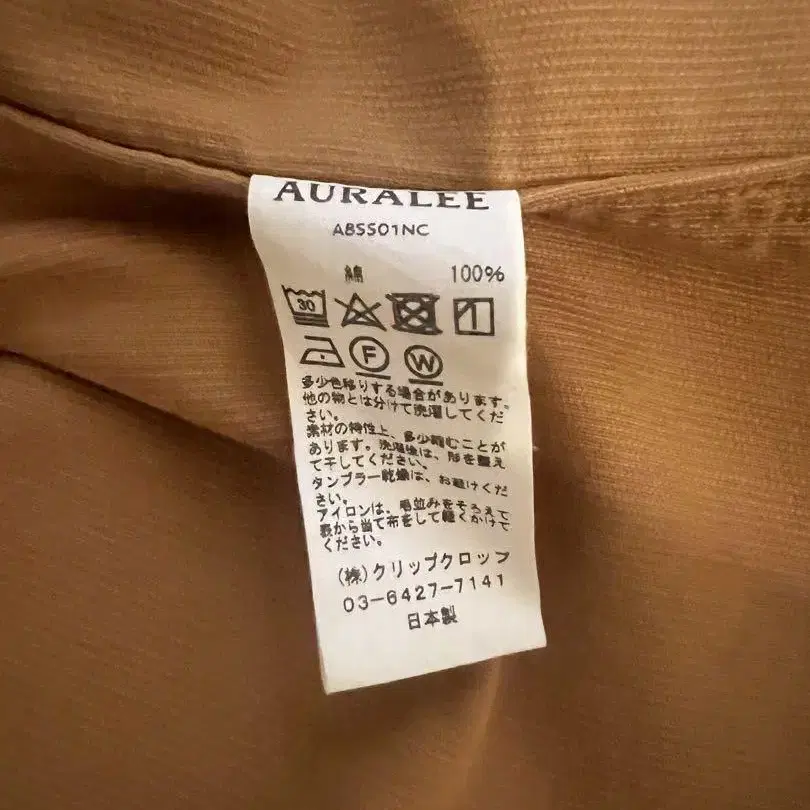 AURALEE
A8SS01NC
綿 100%
30
F W
多少色移りする場合があります。
他の物とは分けて洗濯してくだ
さい。
素材の特性上、多少縮むことが
あります。洗濯後は、形を整え
て干してください。
タンブラー乾燥は、お避けくだ
さい。
アイロンは、毛並みをそろえて
表から当て布をして軽くかけて
ください。
(株)クリップクロップ
03-6427-7141
日本製